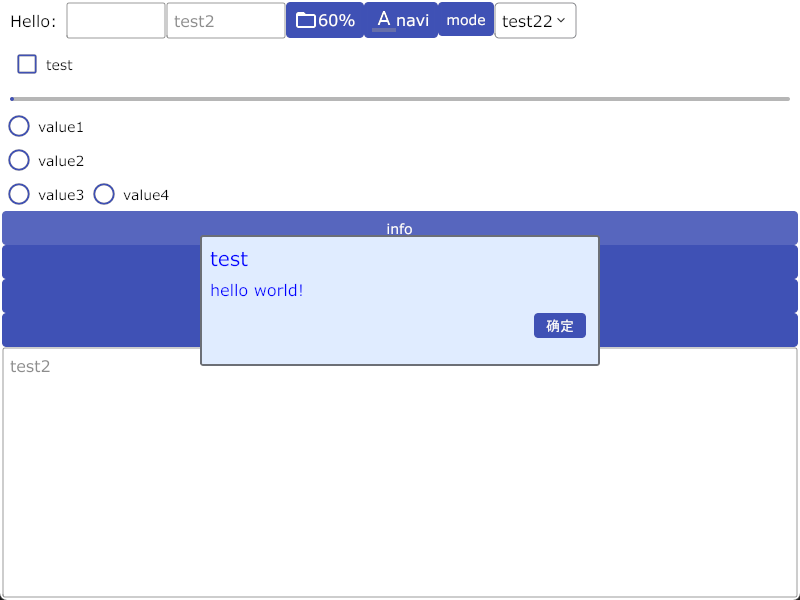 Hello: test2 60% A navi mode test22
test
value1
value2
value3 value4
info
test
hello world!
确定
test2